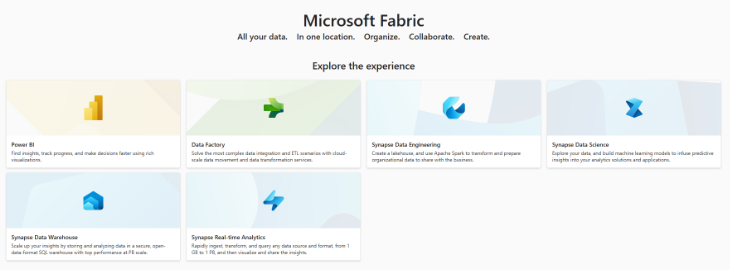 Microsoft Fabric
All your data. In one location. Organize. Collaborate. Create.
Explore the experience
Power BI
Find insights, track progress, and make decisions faster using rich
visualizations.
Data Factory
Solve the most complex data integration and ETL scenarios with cloud-
scale data movement and data transformation services.
Synapse Data Engineering
Create a lakehouse, and use Apache Spark to transform and prepare
organizational data to share with the business.
Synapse Data Science
Explore your data, and build machine learning models to infuse predictive
insights into your analytics solutions and applications.
Synapse Data Warehouse
Scale up your insights by storing and analyzing data in a secure, open-
data-format SQL warehouse with top performance at PB scale.
Synapse Real-time Analytics
Rapidly ingest, transform, and query any data source and format, from 1
GB to 1 PB, and then visualize and share the insights.